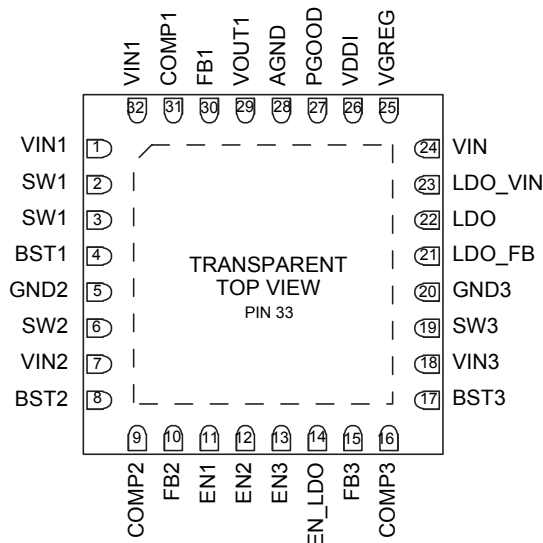 VIN1
COMP1
FB1
VOUT1
AGND
PGOOD
VDDI
VGREG
32
31
30
29
28
27
26
25
VIN1 1
SW1 2
SW1 3
BST1 4
GND2 5
SW2 6
VIN2 7
BST2 8
24 VIN
23 LDO_VIN
22 LDO
21 LDO_FB
20 GND3
19 SW3
18 VIN3
17 BST3
TRANSPARENT
TOP VIEW
PIN 33
9
10
11
12
13
14
15
16
COMP2
FB2
EN1
EN2
EN3
EN_LDO
FB3
COMP3